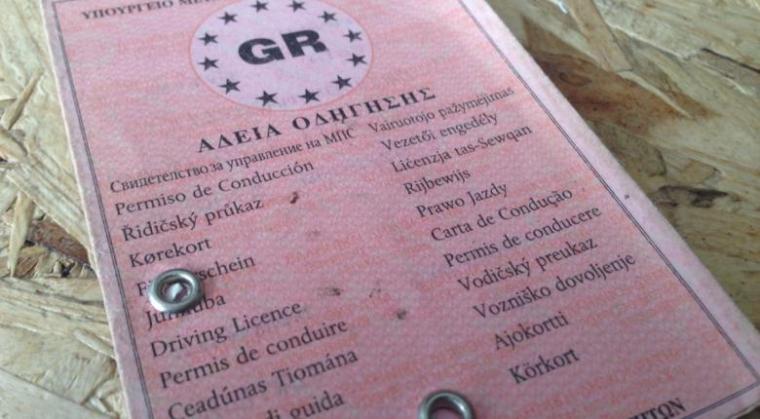 ΥΠΟΥΡΓΕΙΟ
GR
ΑΔΕΙΑ ΟΔΗΓΗΣΗΣ
Свидетелство за управление на МПС
Permiso de Conducción
Řidičský průkaz
Kørekort
Driving Licence
Permis de conduire
Ceadúnas Tiomána
di guida
Vairuotojo pažymėjimas
Vezetői engedély
Liċenzja tas-Sewqan
Rijbewijs
Prawo Jazdy
Carta de Condução
Permis de conducere
Vodičský preukaz
Vozniško dovoljenje
Ajokortti
Körkort